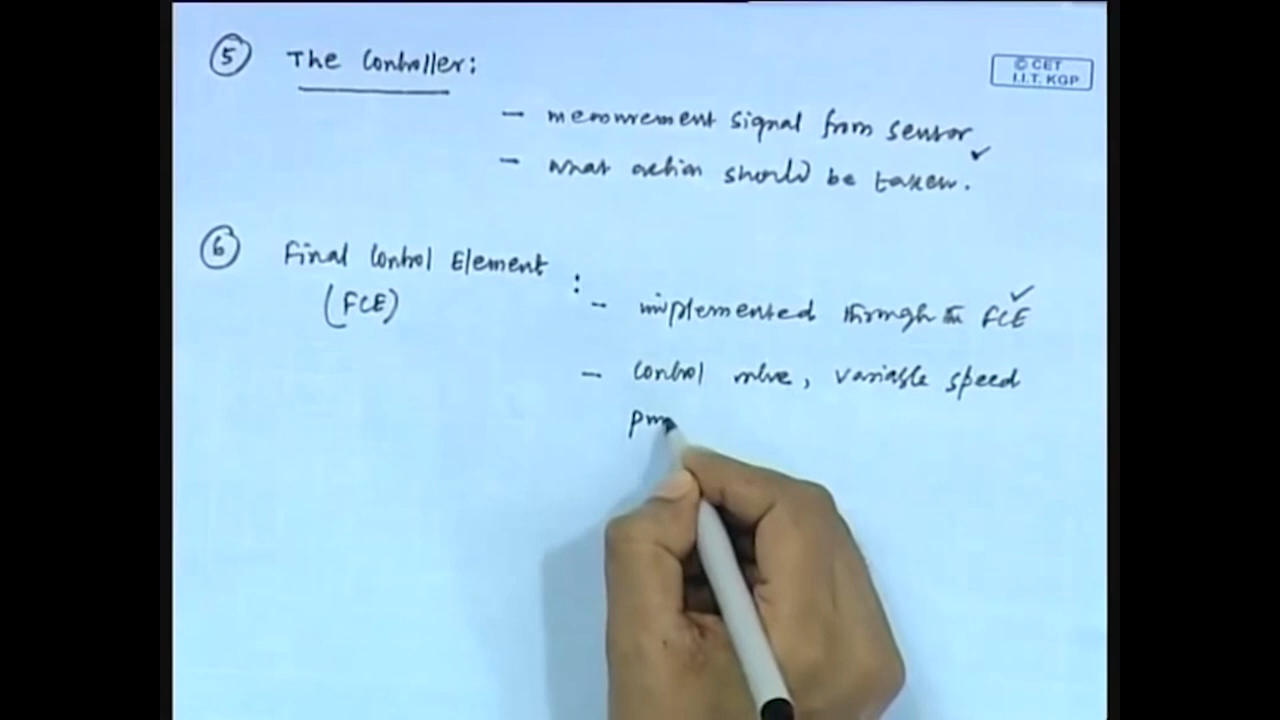 5 The Controller:
© CET
I.I.T. KGP
- measurement signal from sensor
- what action should be taken.
6 Final Control Element
(FCE) :
- implemented through the FCE
- Control valve, variable speed